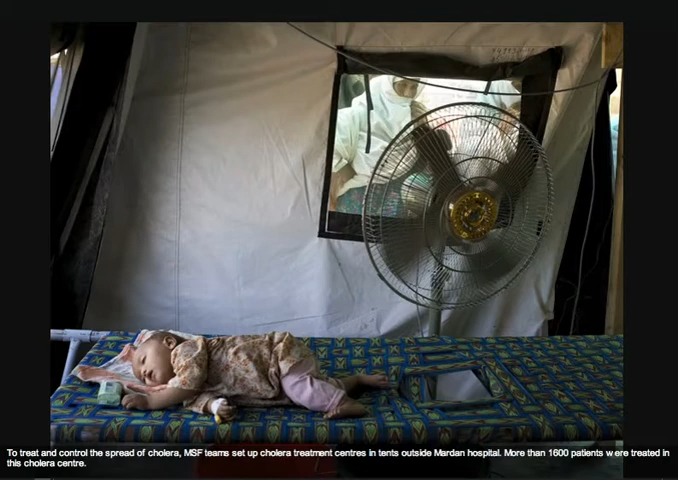 To treat and control the spread of cholera, MSF teams set up cholera treatment centres in tents outside Mardan hospital. More than 1600 patients were treated in
this cholera centre.